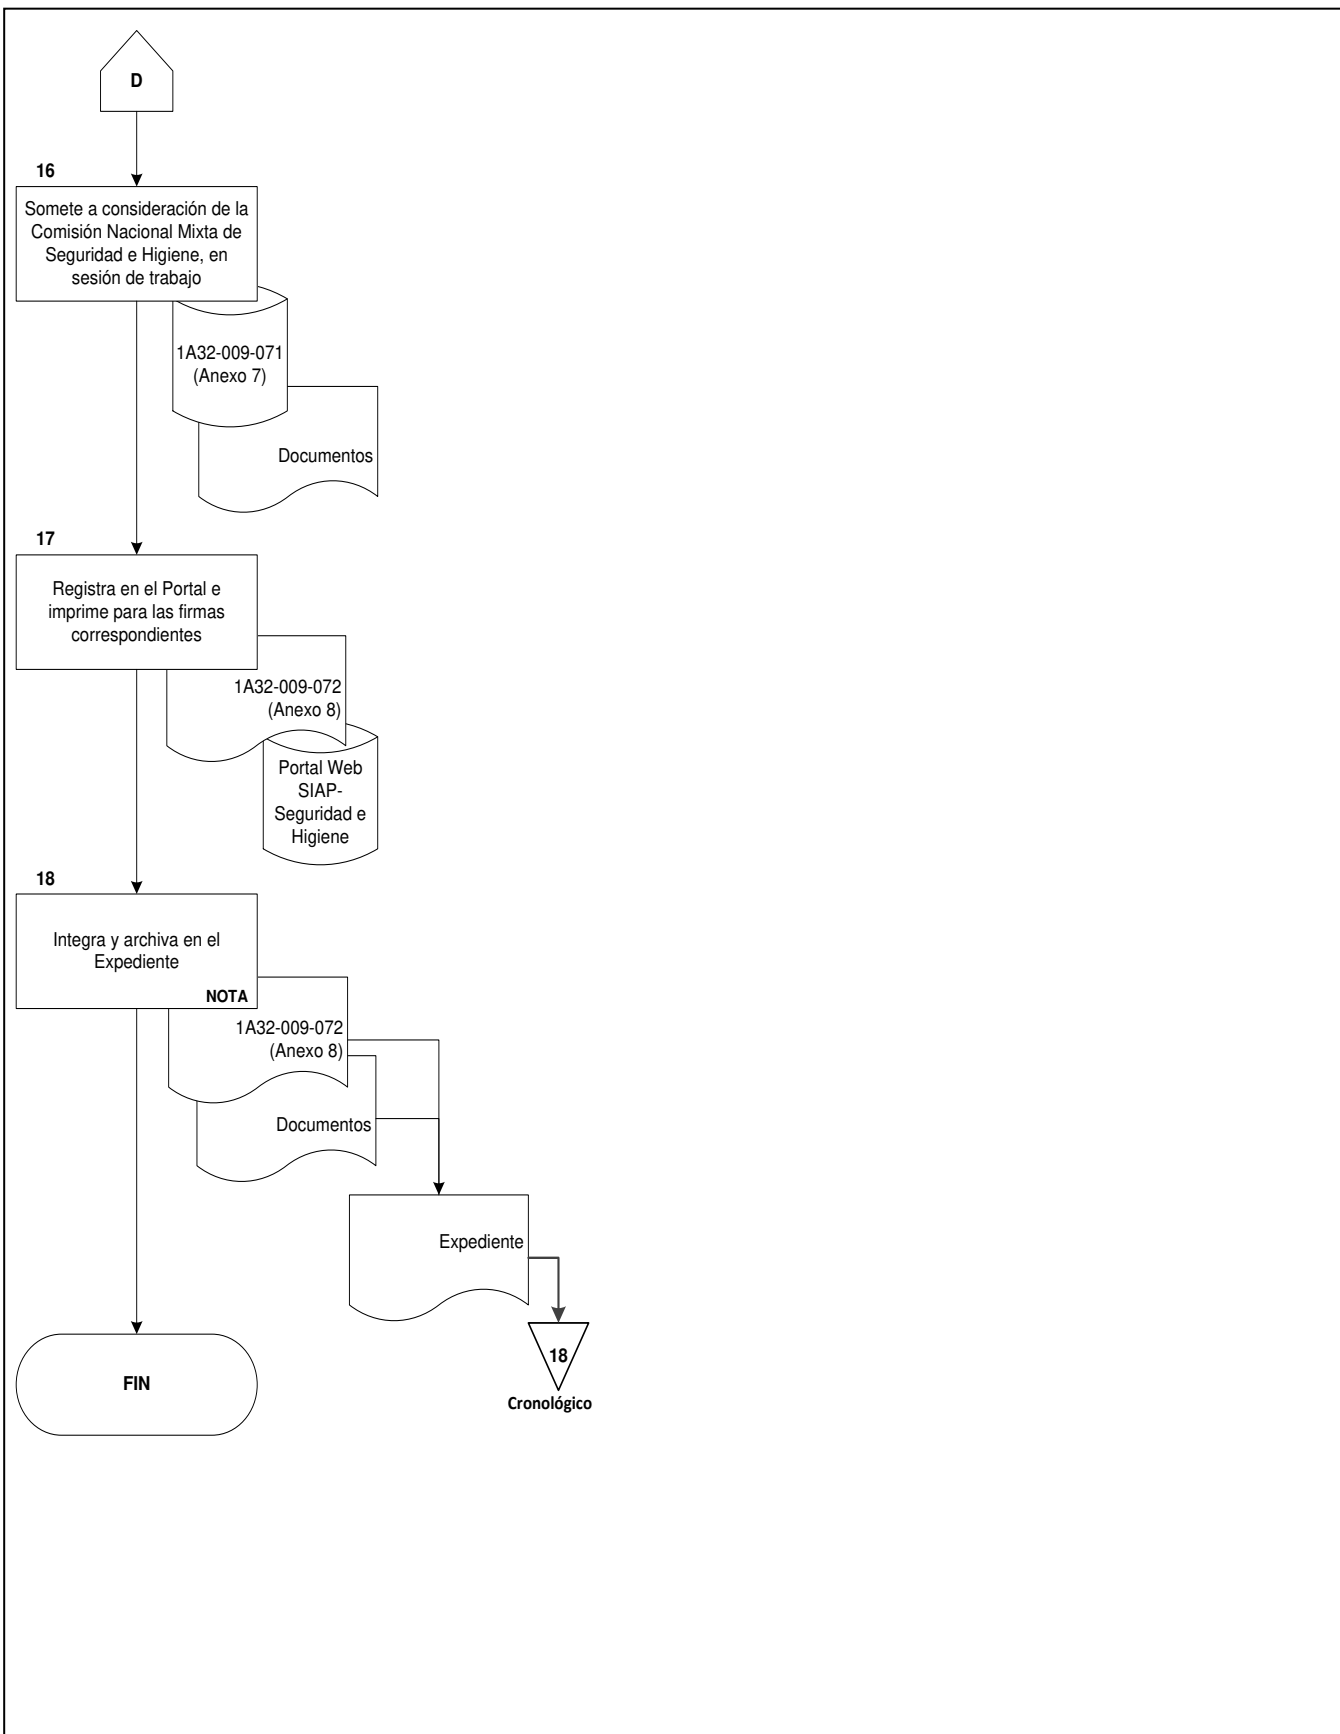 D
16
Somete a consideración de la
Comisión Nacional Mixta de
Seguridad e Higiene, en
sesión de trabajo
1A32-009-071
(Anexo 7)
Documentos
17
Registra en el Portal e
imprime para las firmas
correspondientes
1A32-009-072
(Anexo 8)
Portal Web
SIAP-
Seguridad e
Higiene
18
Integra y archiva en el
Expediente
NOTA
1A32-009-072
(Anexo 8)
Documentos
Expediente
18
Cronológico
FIN